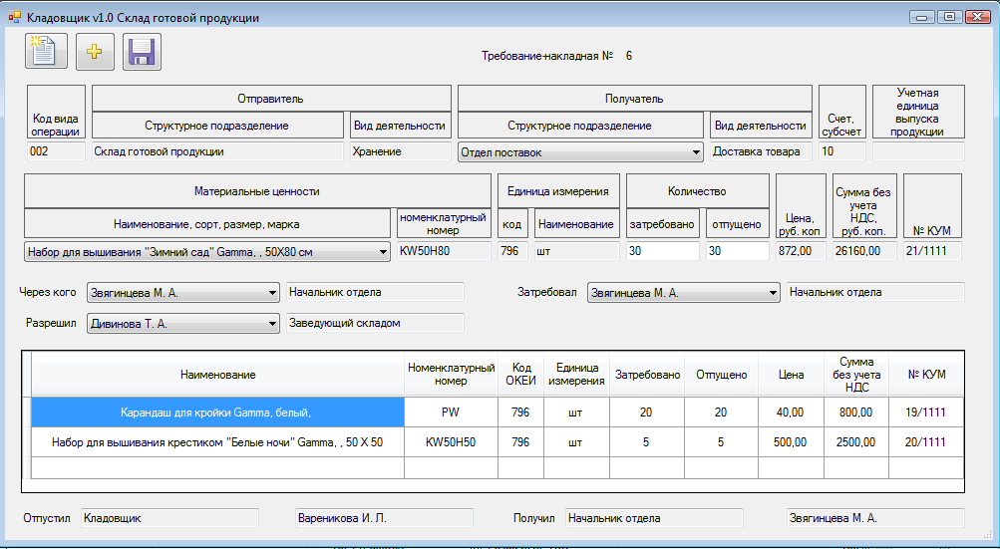 Кладовщик v1.0 Склад готовой продукции
Требование-накладная № 6
Код вида операции
Отправитель
Структурное подразделение
Вид деятельности
Получатель
Структурное подразделение
Вид деятельности
Счет, субсчет
Учетная единица выпуска продукции
002
Склад готовой продукции
Хранение
Отдел поставок
Доставка товара
10
Материальные ценности
Наименование, сорт, размер, марка
номенклатурный номер
Единица измерения
код
Наименование
Количество
затребовано
отпущено
Цена, руб. коп
Сумма без учета НДС, руб. коп.
№ КУМ
Набор для вышивания "Зимний сад" Gamma, , 50X80 см
KW50H80
796
шт
30
30
872,00
26160,00
21/1111
Через кого
Звягинцева М. А.
Начальник отдела
Затребовал
Звягинцева М. А.
Начальник отдела
Разрешил
Дивинова Т. А.
Заведующий складом
Наименование
Номенклатурный номер
Код ОКЕИ
Единица измерения
Затребовано
Отпущено
Цена
Сумма без учета НДС
№ КУМ
Карандаш для кройки Gamma, белый,
PW
796
шт
20
20
40,00
800,00
19/1111
Набор для вышивания крестиком "Белые ночи" Gamma, , 50 X 50
KW50H50
796
шт
5
5
500,00
2500,00
20/1111
Отпустил
Кладовщик
Вареникова И. Л.
Получил
Начальник отдела
Звягинцева М. А.